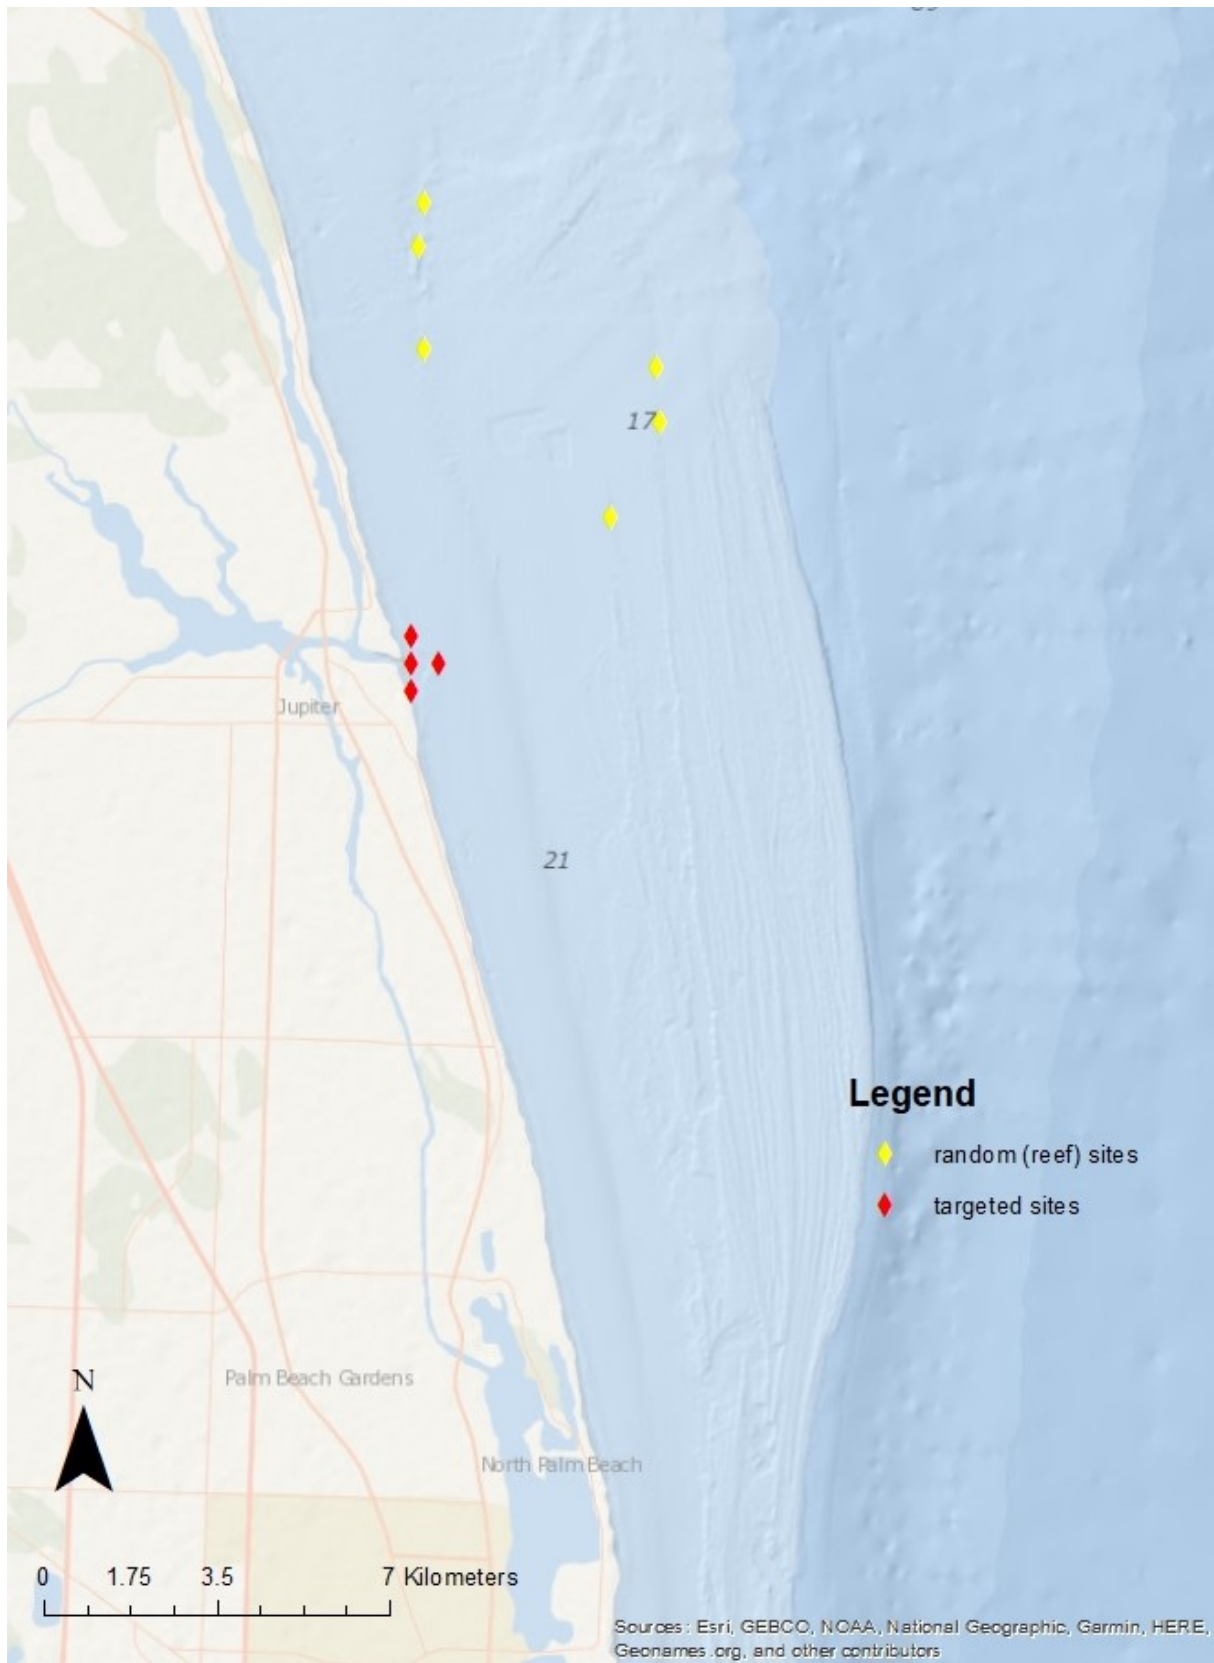 17
Jupiter
21
Legend
random (reef) sites
targeted sites
N
Palm Beach Gardens
North Palm Beach
0 1.75 3.5 7 Kilometers
Sources: Esri, GEBCO, NOAA, National Geographic, Garmin, HERE,
Geonames.org, and other contributors